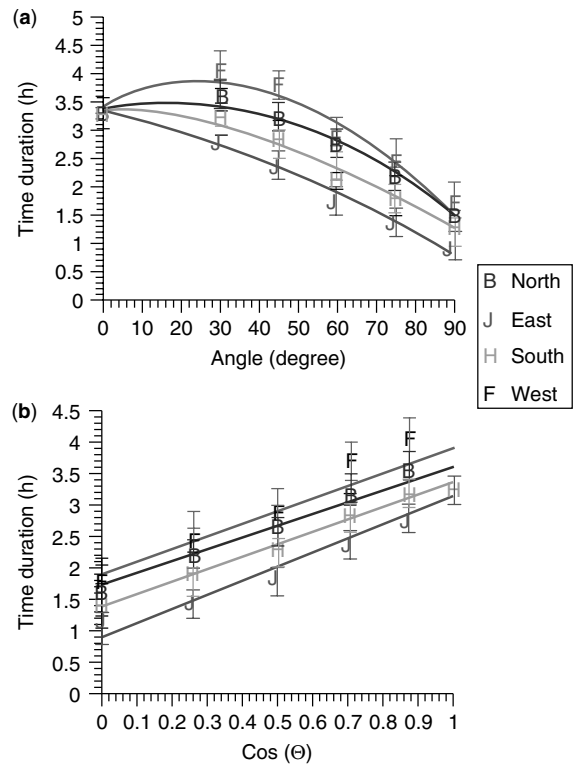 (a)
5
4.5
4
3.5
3
2.5
2
1.5
1
0.5
0
Time duration (h)
0 10 20 30 40 50 60 70 80 90
Angle (degree)
B North
J East
H South
F West
(b)
4.5
4
3.5
3
2.5
2
1.5
1
0.5
0
Time duration (h)
0 0.1 0.2 0.3 0.4 0.5 0.6 0.7 0.8 0.9 1
Cos (Θ)